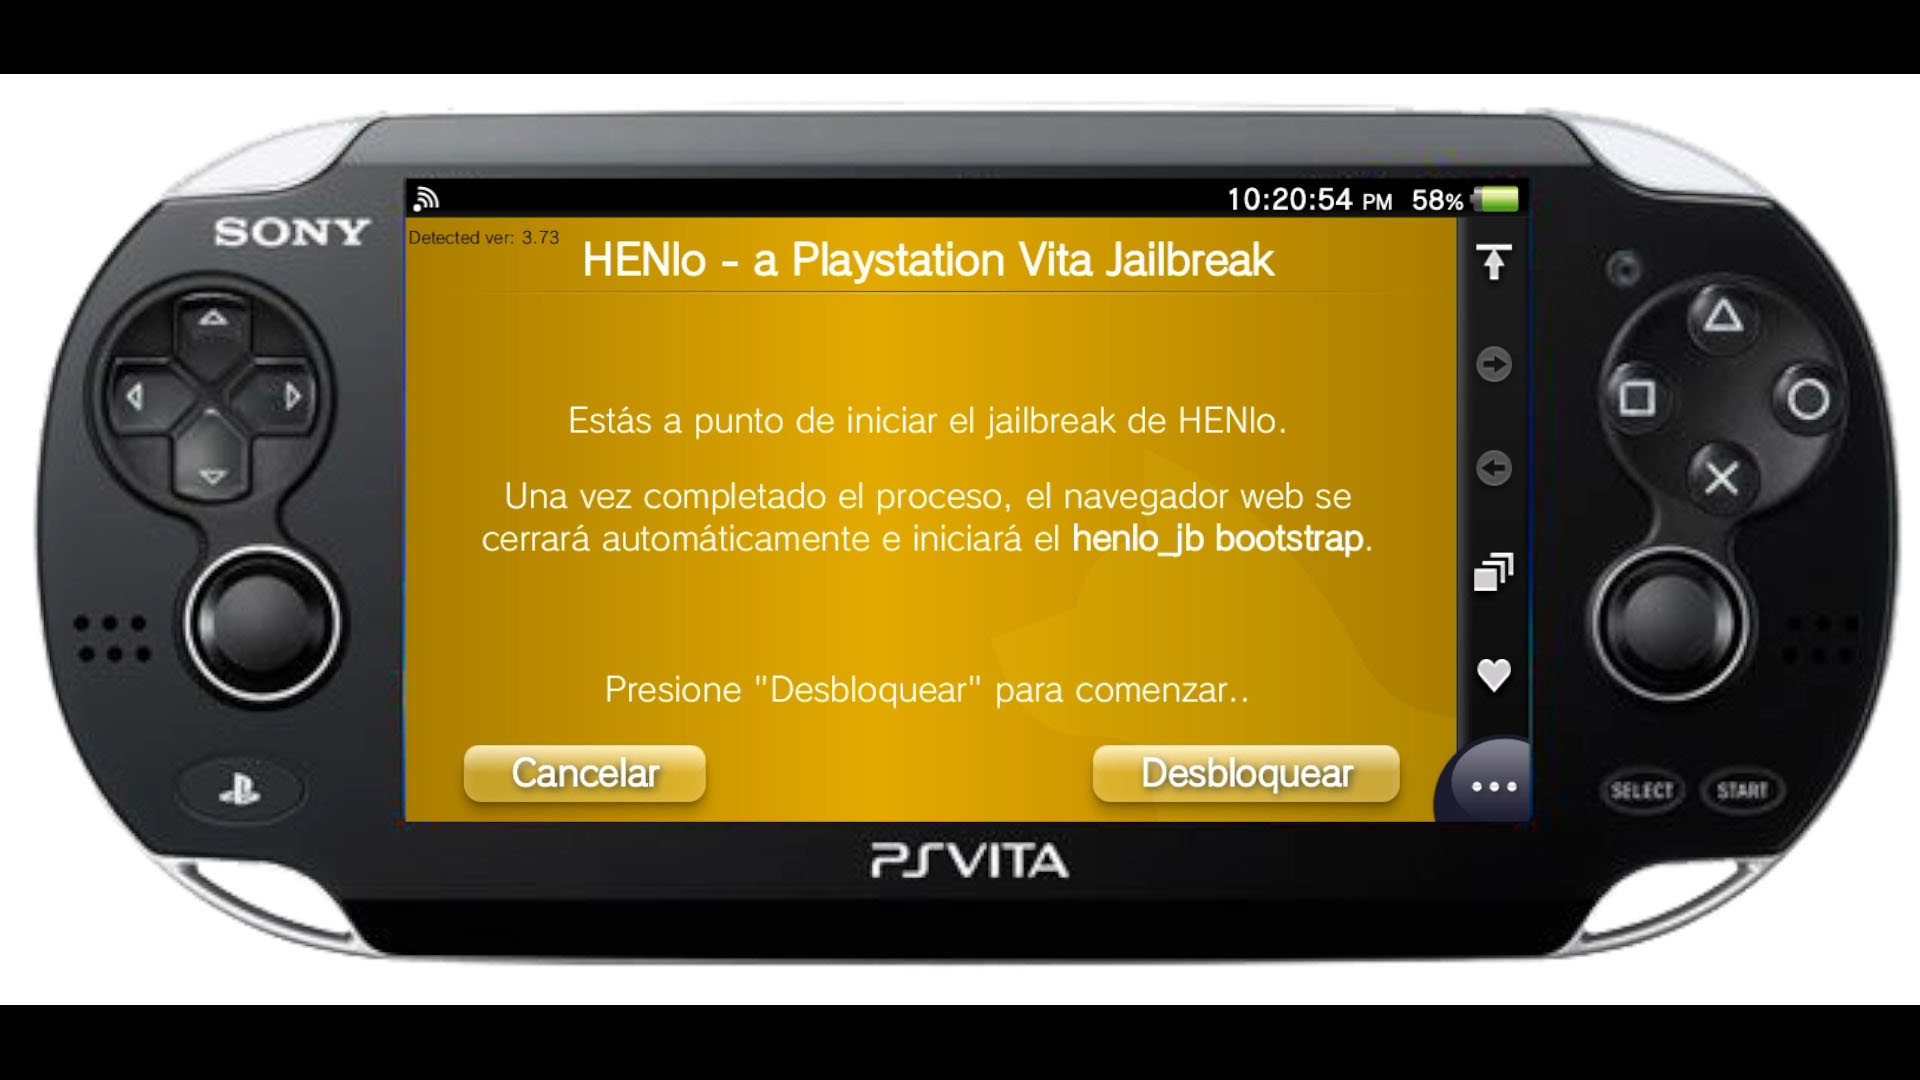 10:20:54 PM 58%
SONY
Detected ver: 3.73
HENlo - a Playstation Vita Jailbreak
Estás a punto de iniciar el jailbreak de HENlo.
Una vez completado el proceso, el navegador web se
cerrará automáticamente e iniciará el henlo_jb bootstrap.
Presione "Desbloquear" para comenzar..
Cancelar
Desbloquear
SELECT
START
PSVITA